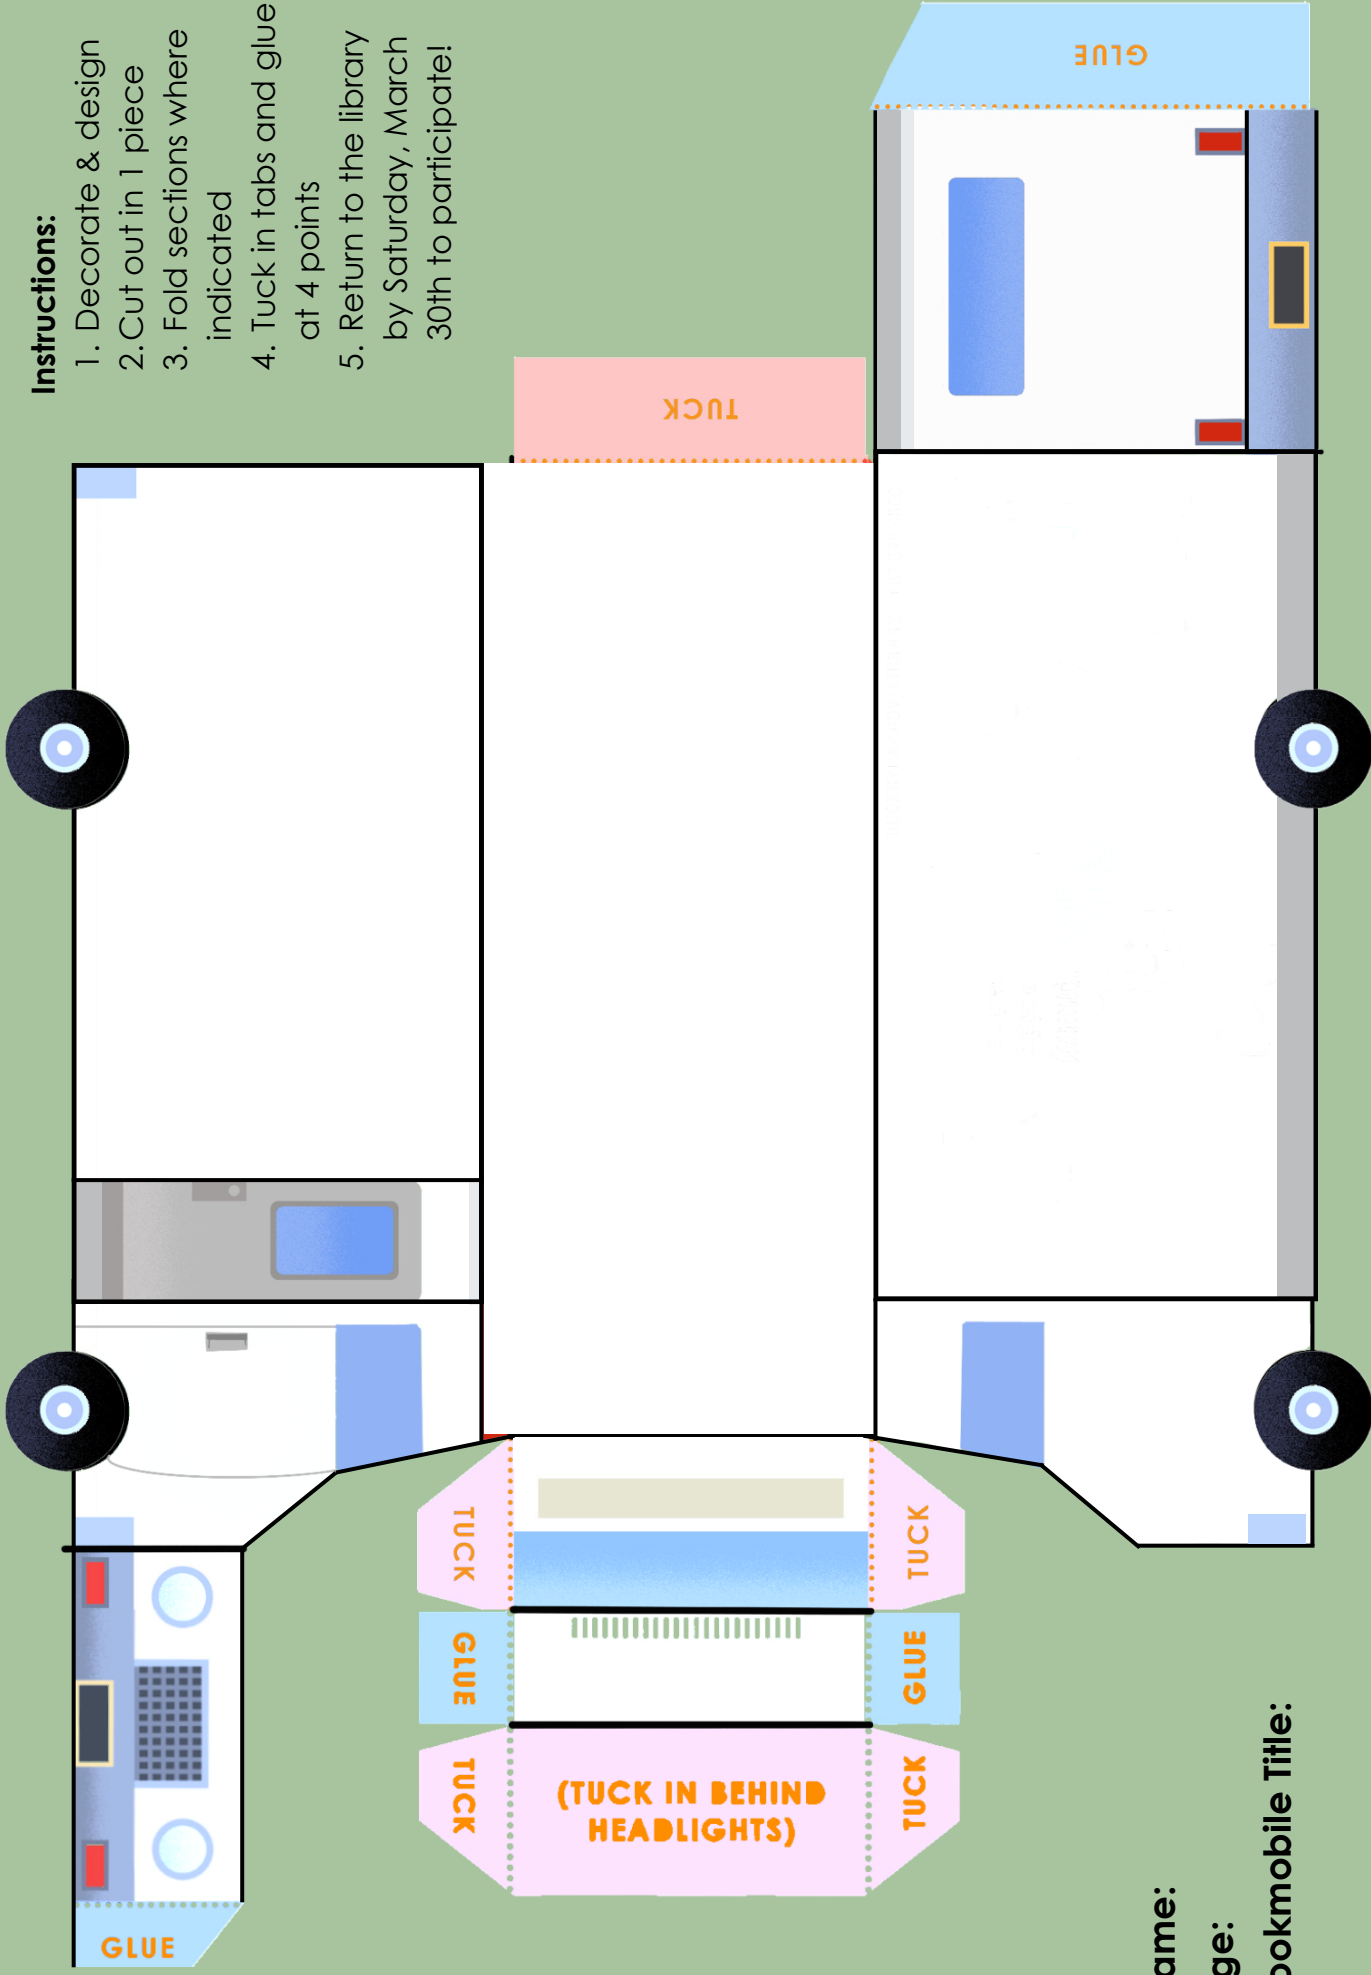 Instructions:
1. Decorate & design
2.Cut out in 1 piece
3. Fold sections where
indicated
4. Tuck in tabs and glue
at 4 points
5. Return to the library
by Saturday, March
30th to participate!
GLUE
TUCK
TUCK
TUCK
GLUE
GLUE
TUCK
(TUCK IN BEHIND
HEADLIGHTS)
TUCK
GLUE
ame:
ge:
ookmobile Title: